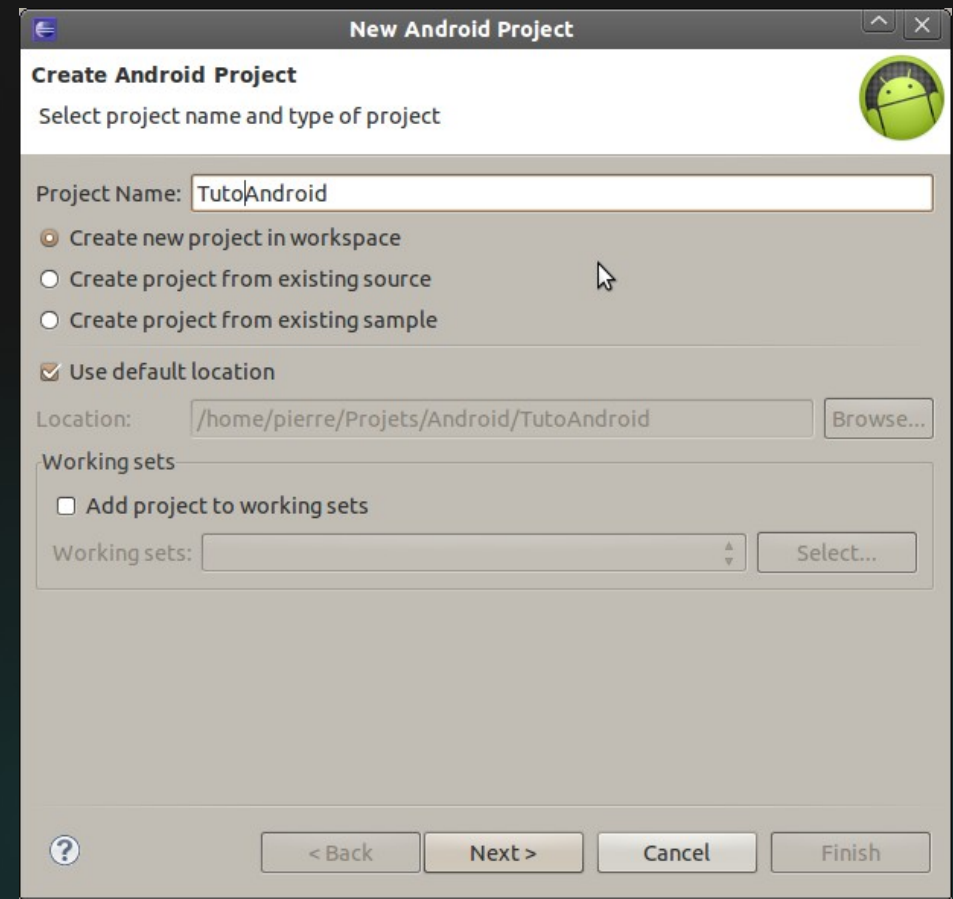 New Android Project
Create Android Project
Select project name and type of project
Project Name: TutoAndroid
Create new project in workspace
Create project from existing source
Create project from existing sample
Use default location
Location: /home/pierre/Projets/Android/TutoAndroid Browse...
Working sets
Add project to working sets
Working sets: Select...
? < Back Next > Cancel Finish